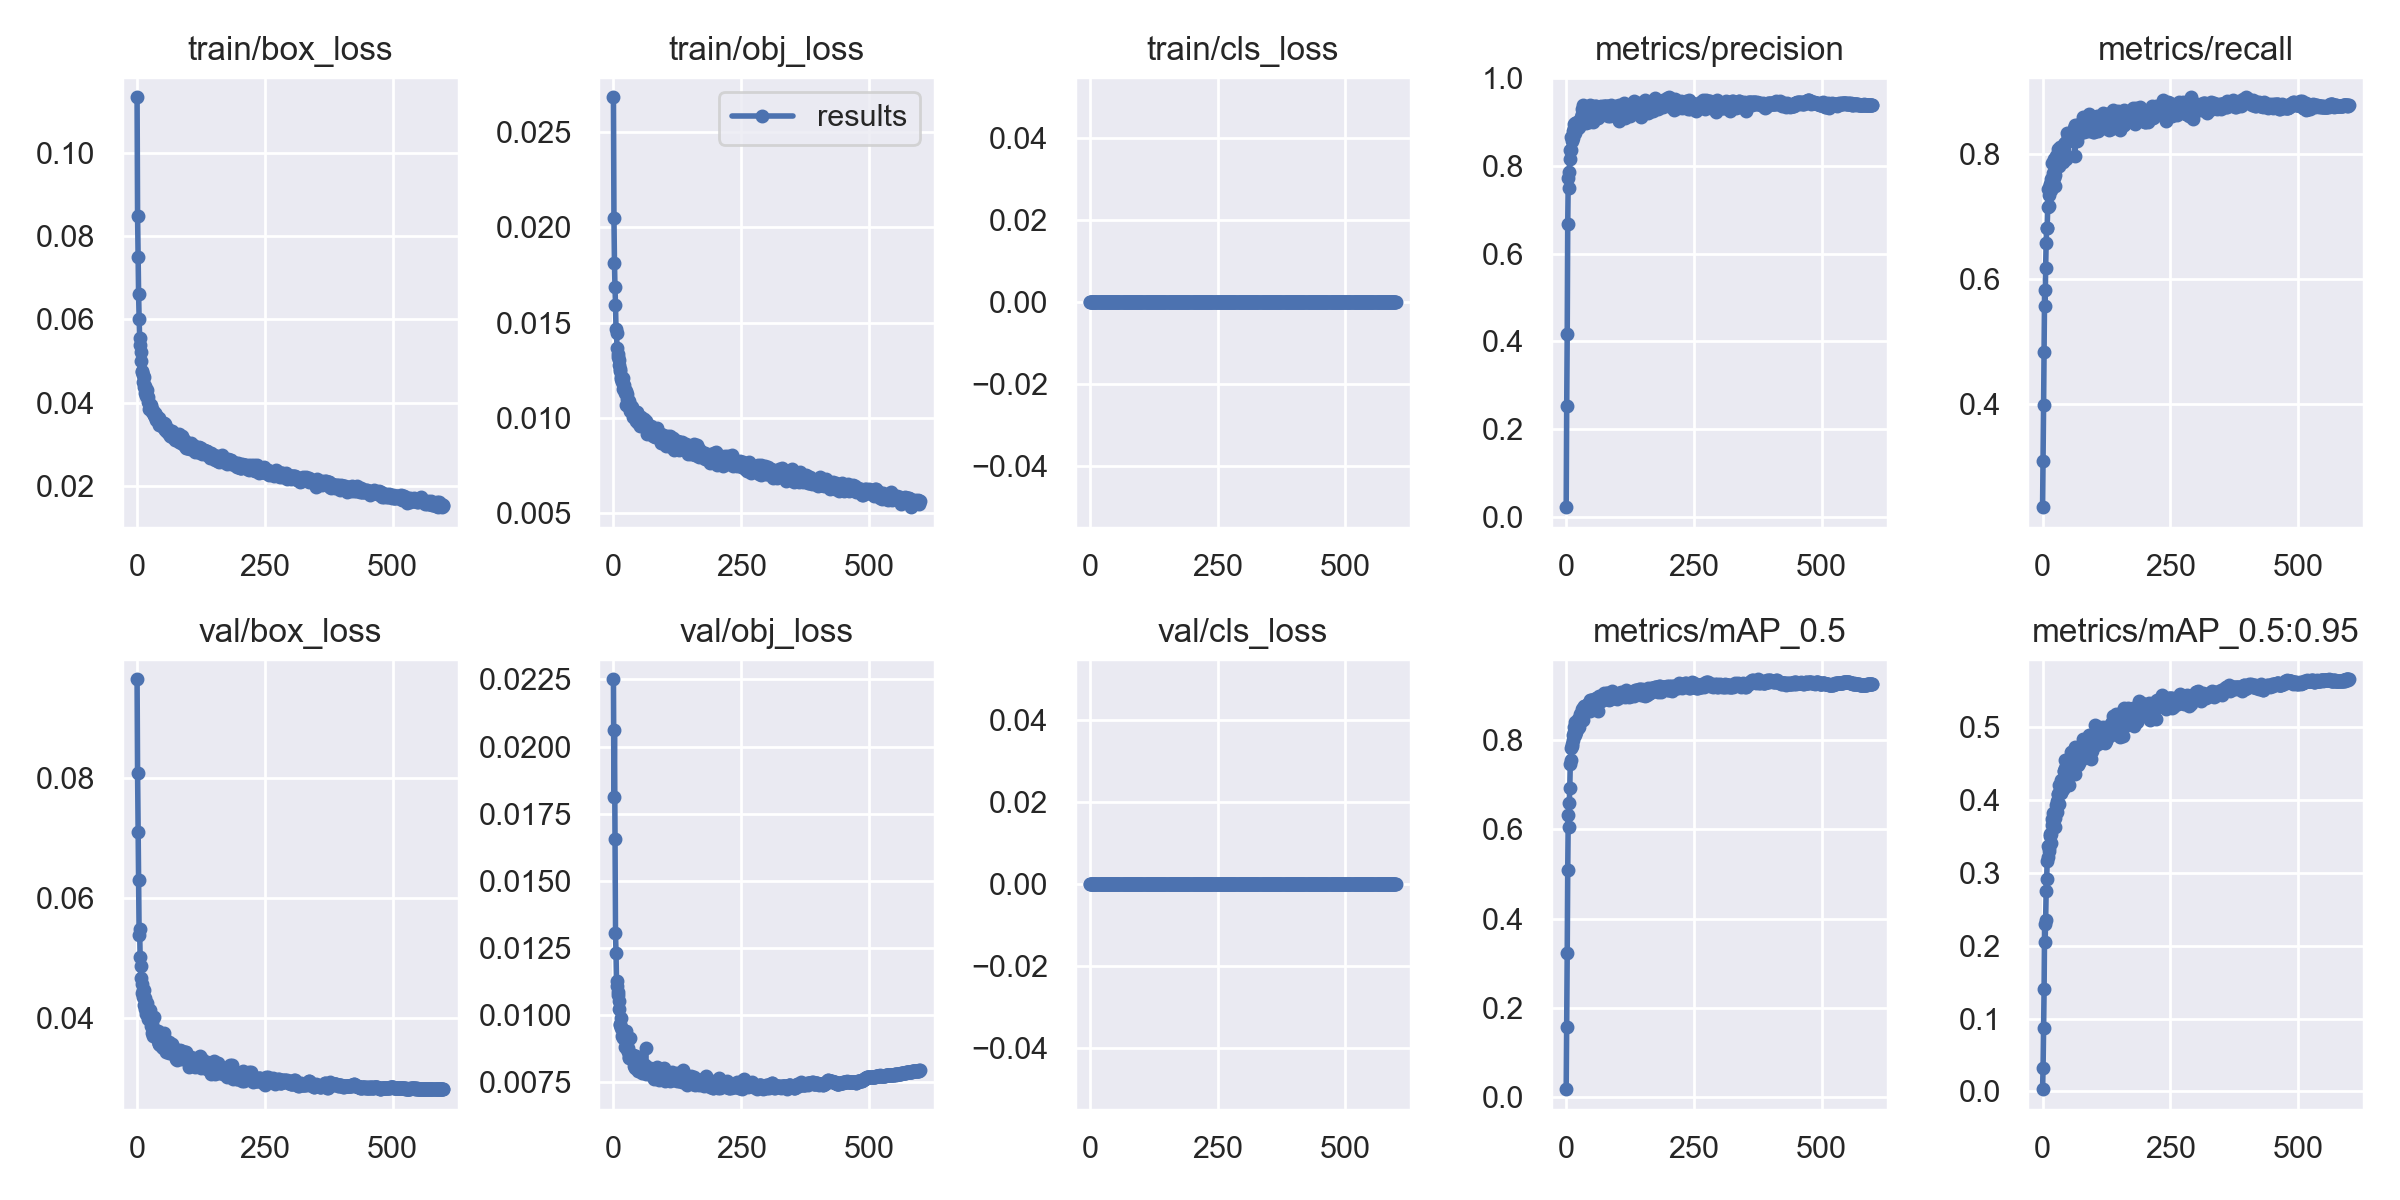 train/box_loss
train/obj_loss
train/cls_loss
metrics/precision
metrics/recall
results
0.10
0.08
0.06
0.04
0.02
0 250 500
0.025
0.020
0.015
0.010
0.005
0 250 500
0.04
0.02
0.00
−0.02
−0.04
0 250 500
1.0
0.8
0.6
0.4
0.2
0.0
0 250 500
0.8
0.6
0.4
0 250 500
val/box_loss
val/obj_loss
val/cls_loss
metrics/mAP_0.5
metrics/mAP_0.5:0.95
0.08
0.06
0.04
0 250 500
0.0225
0.0200
0.0175
0.0150
0.0125
0.0100
0.0075
0 250 500
0.04
0.02
0.00
−0.02
−0.04
0 250 500
0.8
0.6
0.4
0.2
0.0
0 250 500
0.5
0.4
0.3
0.2
0.1
0.0
0 250 500